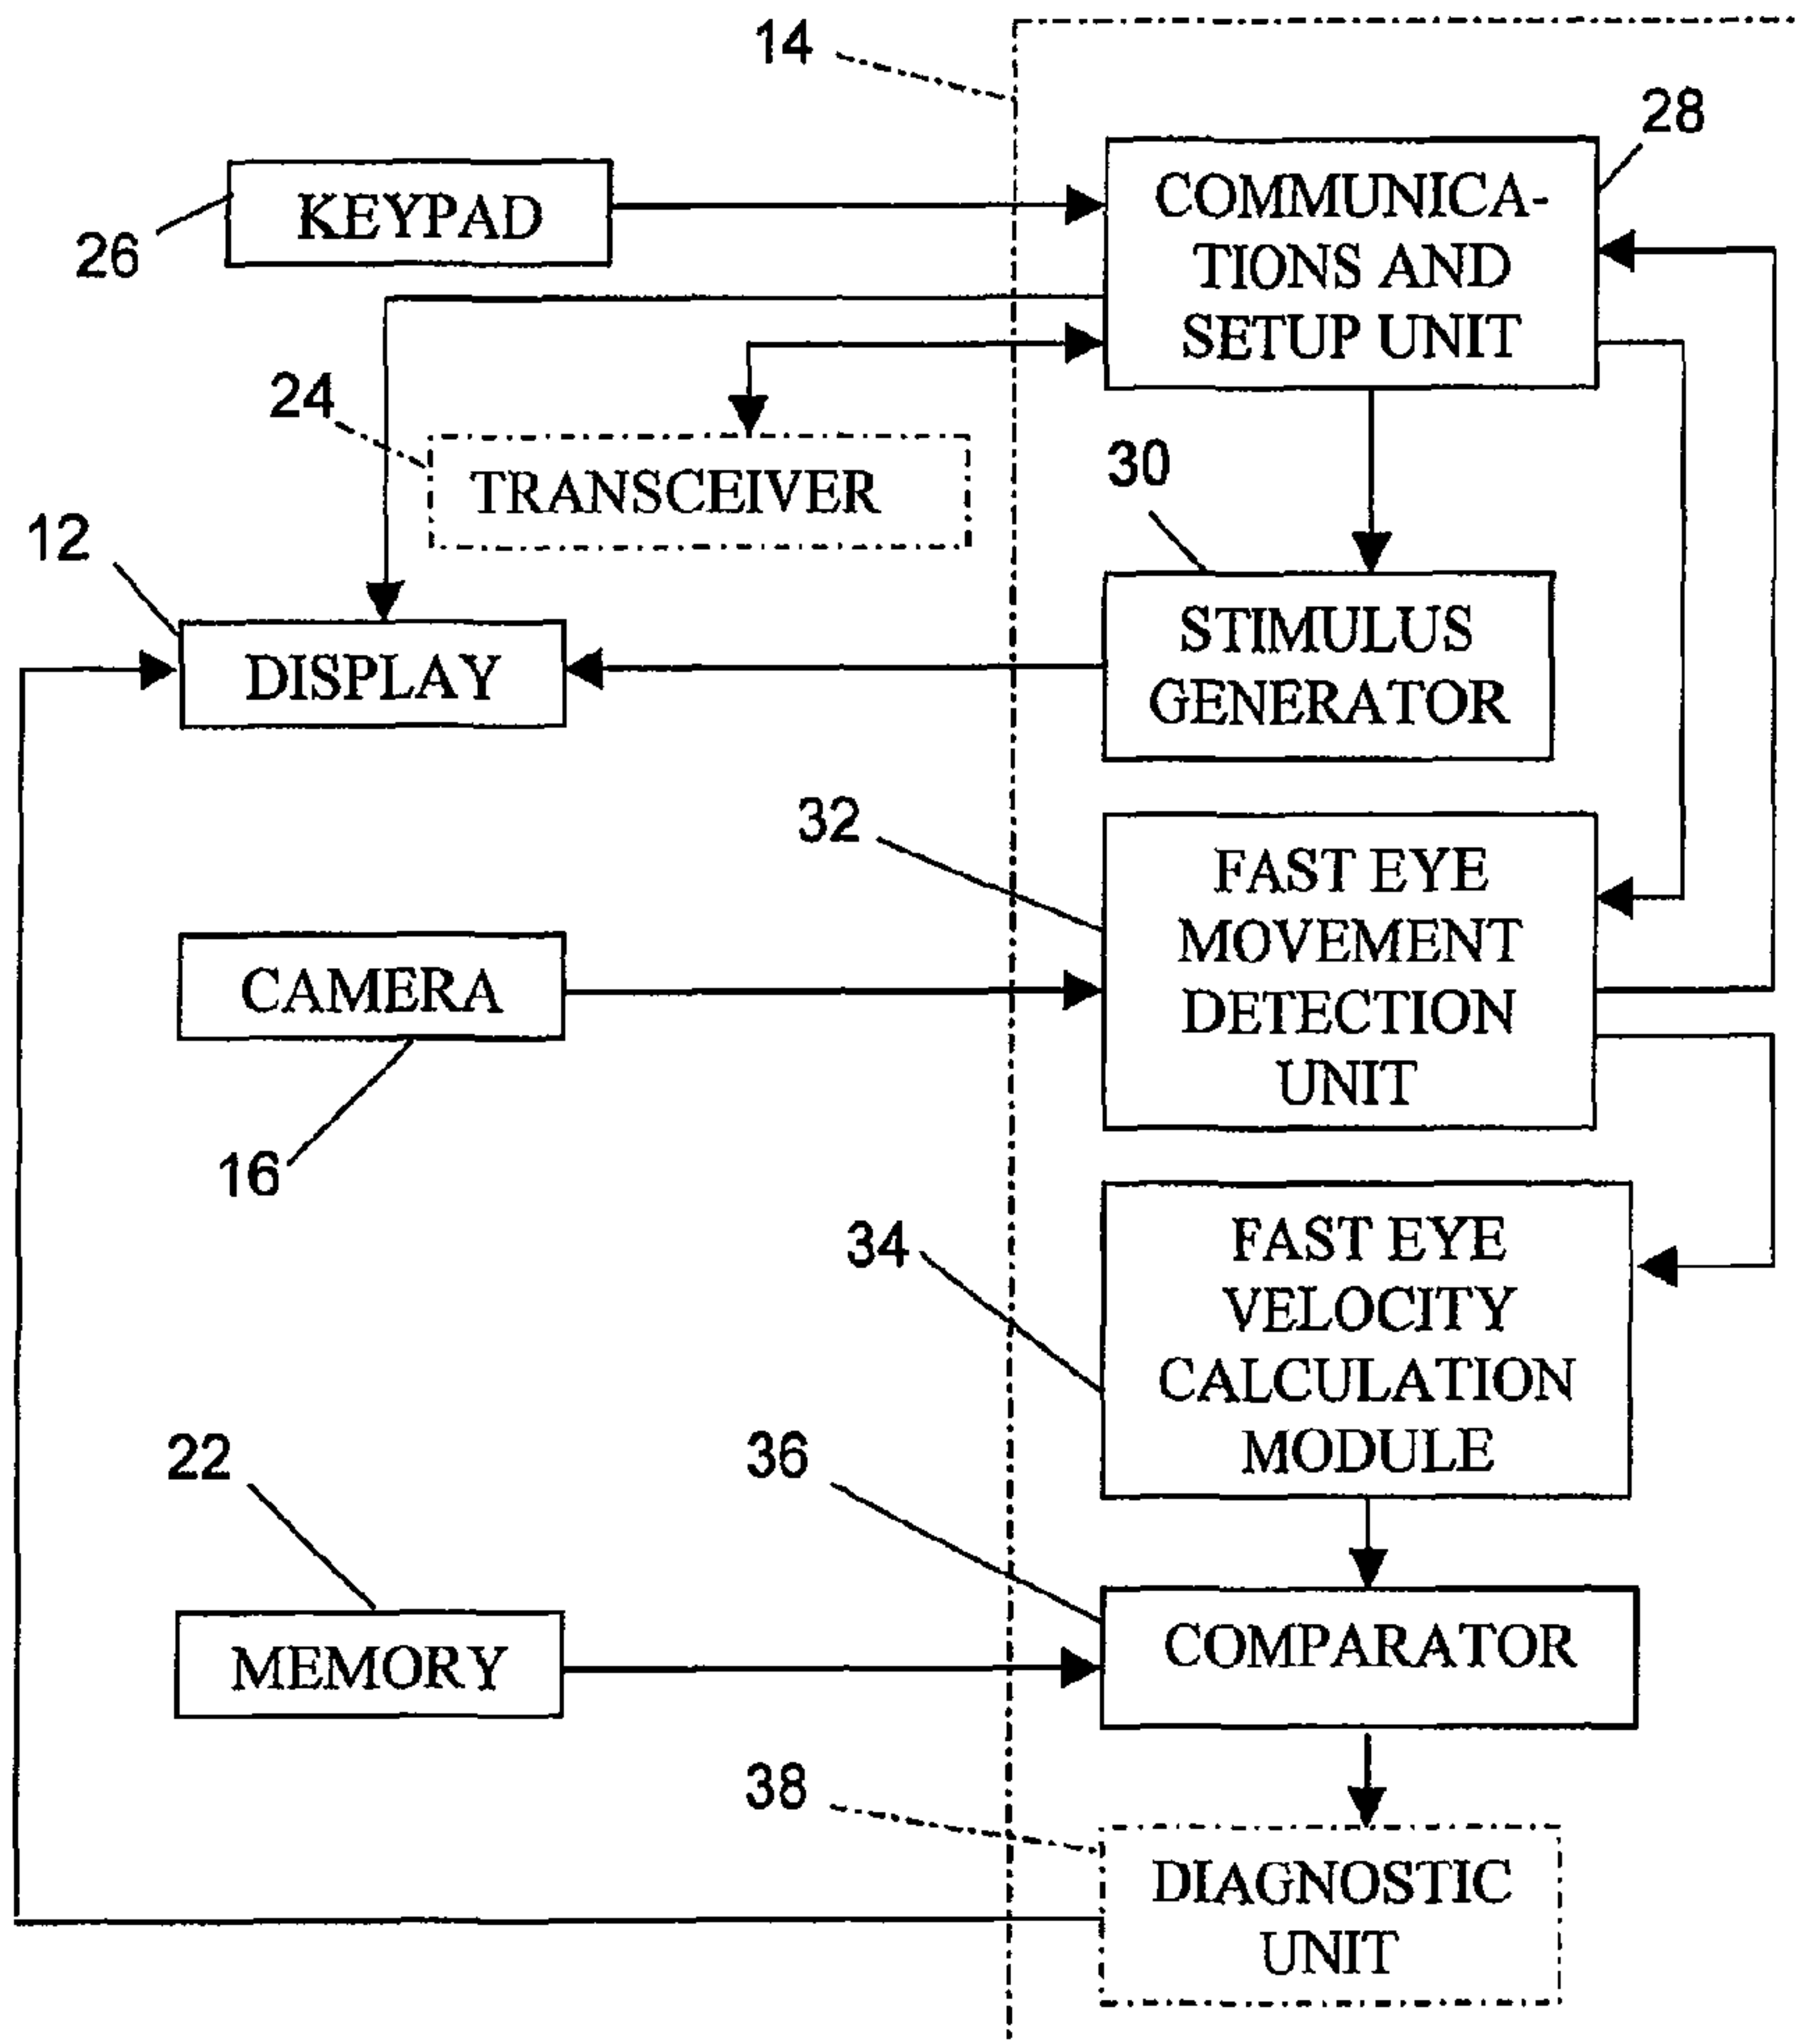 14
28
KEYPAD
26
COMMUNICA-
TIONS AND
SETUP UNIT
24
TRANSCEIVER
30
12
DISPLAY
STIMULUS
GENERATOR
32
FAST EYE
MOVEMENT
DETECTION
UNIT
CAMERA
16
34
FAST EYE
VELOCITY
CALCULATION
MODULE
22
36
MEMORY
COMPARATOR
38
DIAGNOSTIC
UNIT